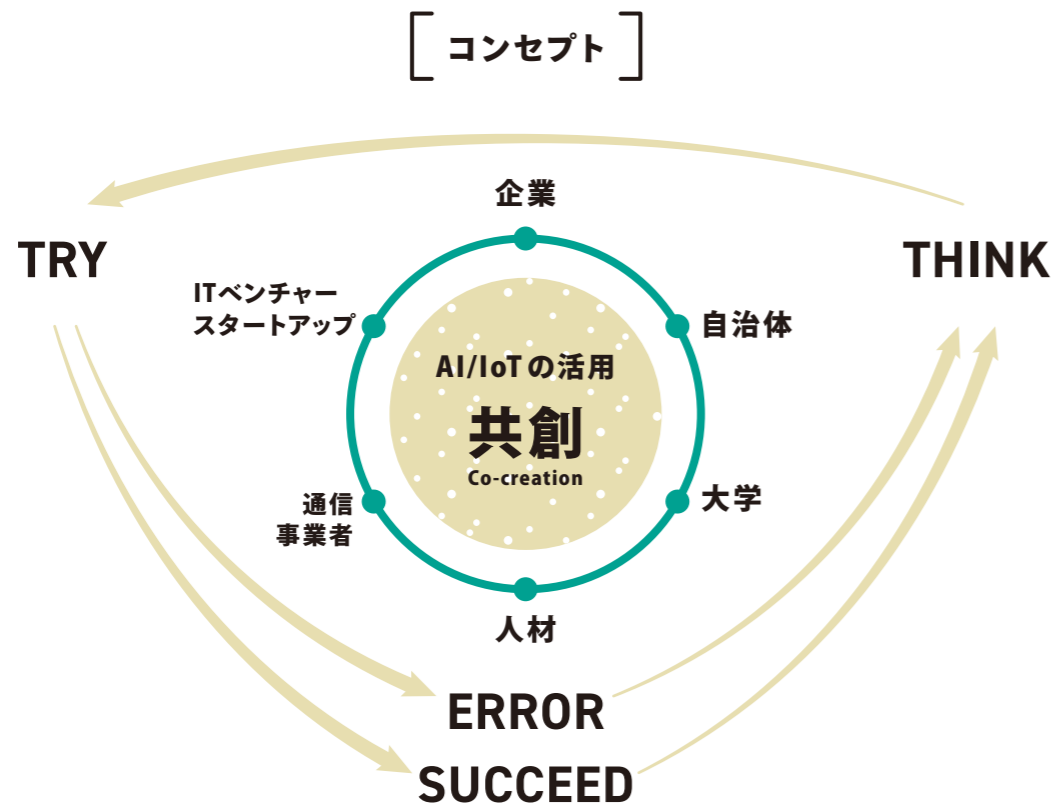 [コンセプト]
企業
TRY
THINK
ITベンチャー
スタートアップ
自治体
AI/IoTの活用
共創
Co-creation
通信
事業者
大学
人材
ERROR
SUCCEED